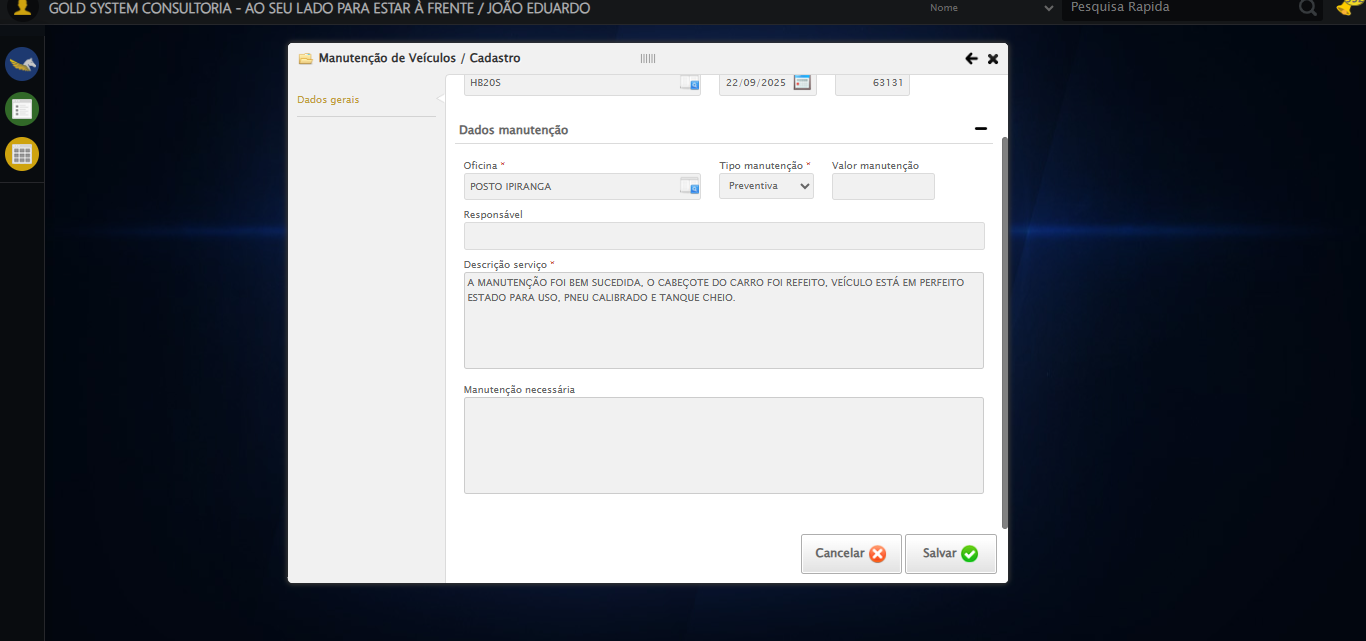 GOLD SYSTEM CONSULTORIA - AO SEU LADO PARA ESTAR À FRENTE / JOÃO EDUARDO
Nome
Pesquisa Rapida
Manutenção de Veículos / Cadastro
Dados gerais
HB20S
22/09/2025
63131
Dados manutenção
Oficina *
Tipo manutenção *
Valor manutenção
POSTO IPIRANGA
Preventiva
Responsável
Descrição serviço *
A MANUTENÇÃO FOI BEM SUCEDIDA, O CABEÇOTE DO CARRO FOI REFEITO, VEÍCULO ESTÁ EM PERFEITO
ESTADO PARA USO, PNEU CALIBRADO E TANQUE CHEIO.
Manutenção necessária
Cancelar
Salvar